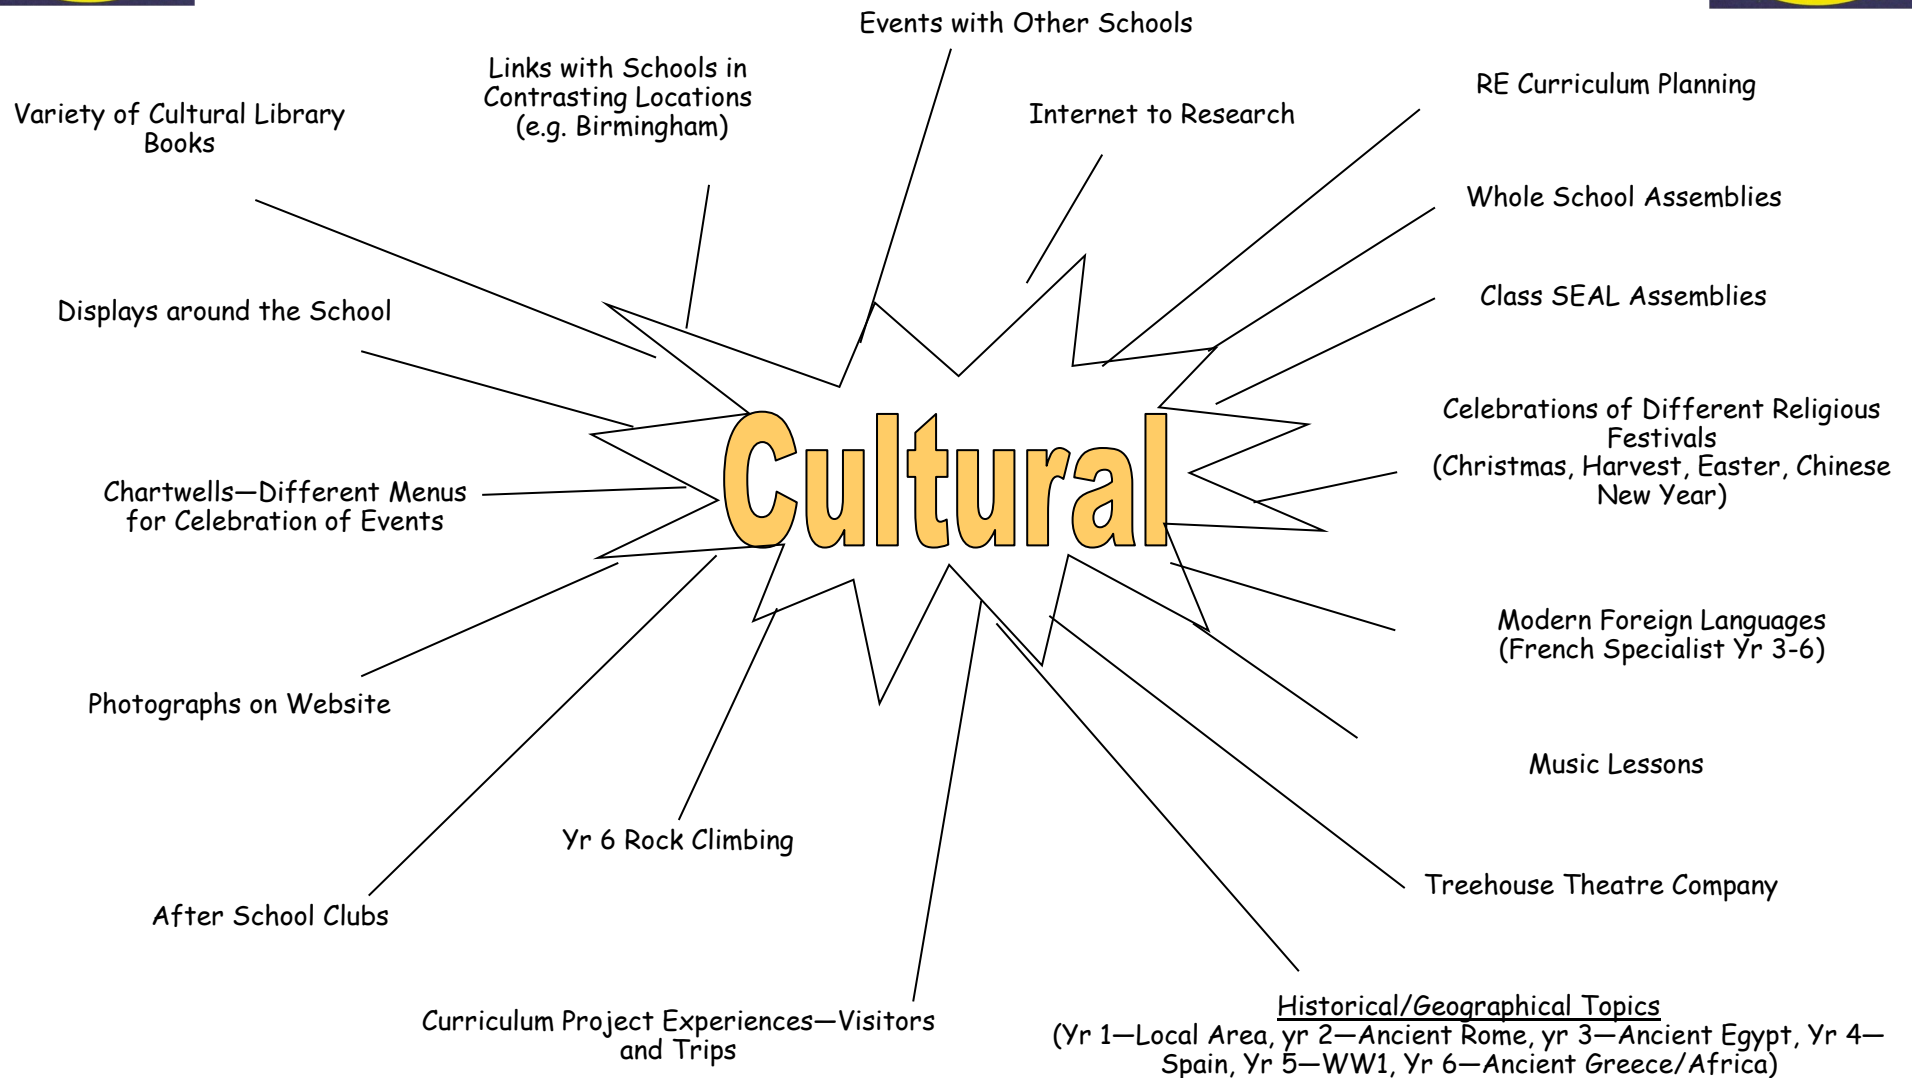 Events with Other Schools
Links with Schools in
Contrasting Locations
(e.g. Birmingham)
RE Curriculum Planning
Variety of Cultural Library
Books
Internet to Research
Whole School Assemblies
Displays around the School
Class SEAL Assemblies
Celebrations of Different Religious
Festivals
(Christmas, Harvest, Easter, Chinese
New Year)
Cultural
Chartwells—Different Menus
for Celebration of Events
Modern Foreign Languages
(French Specialist Yr 3-6)
Photographs on Website
Music Lessons
Yr 6 Rock Climbing
Treehouse Theatre Company
After School Clubs
Curriculum Project Experiences—Visitors
and Trips
Historical/Geographical Topics
(Yr 1—Local Area, yr 2—Ancient Rome, yr 3—Ancient Egypt, Yr 4—
Spain, Yr 5—WW1, Yr 6—Ancient Greece/Africa)